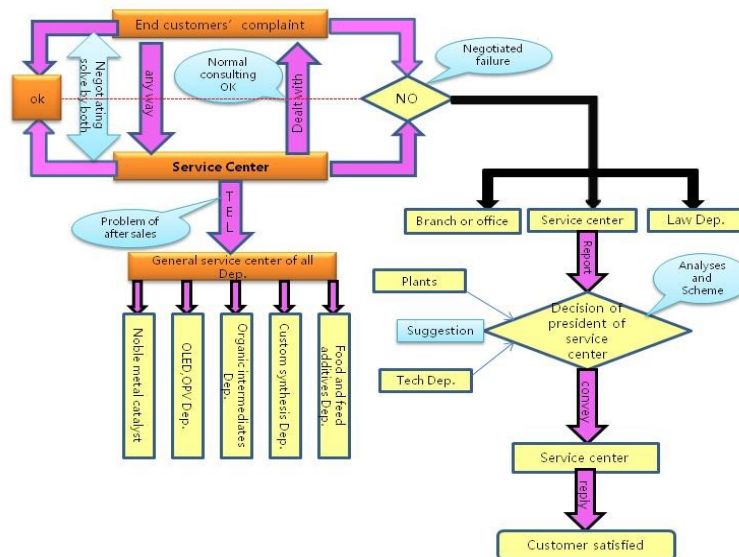 End customers' complaint
Negotiated
failure
Normal
consulting
OK
any way
Negotiating
solve by both
Dealt with
ok
NO
Service Center
TEL
Problem of
after sales
General service center of all
Dep.
Noble metal catalyst
OLED,OPV Dep.
Organic intermediates
Dep.
Custom synthesis Dep.
Food and feed
additives Dep.
Branch or office
Service center
Law Dep.
Report
Analyses and
Scheme
Plants
Suggestion
Tech Dep.
Decision of
president of
service
center
convey
Service center
reply
Customer satisfied